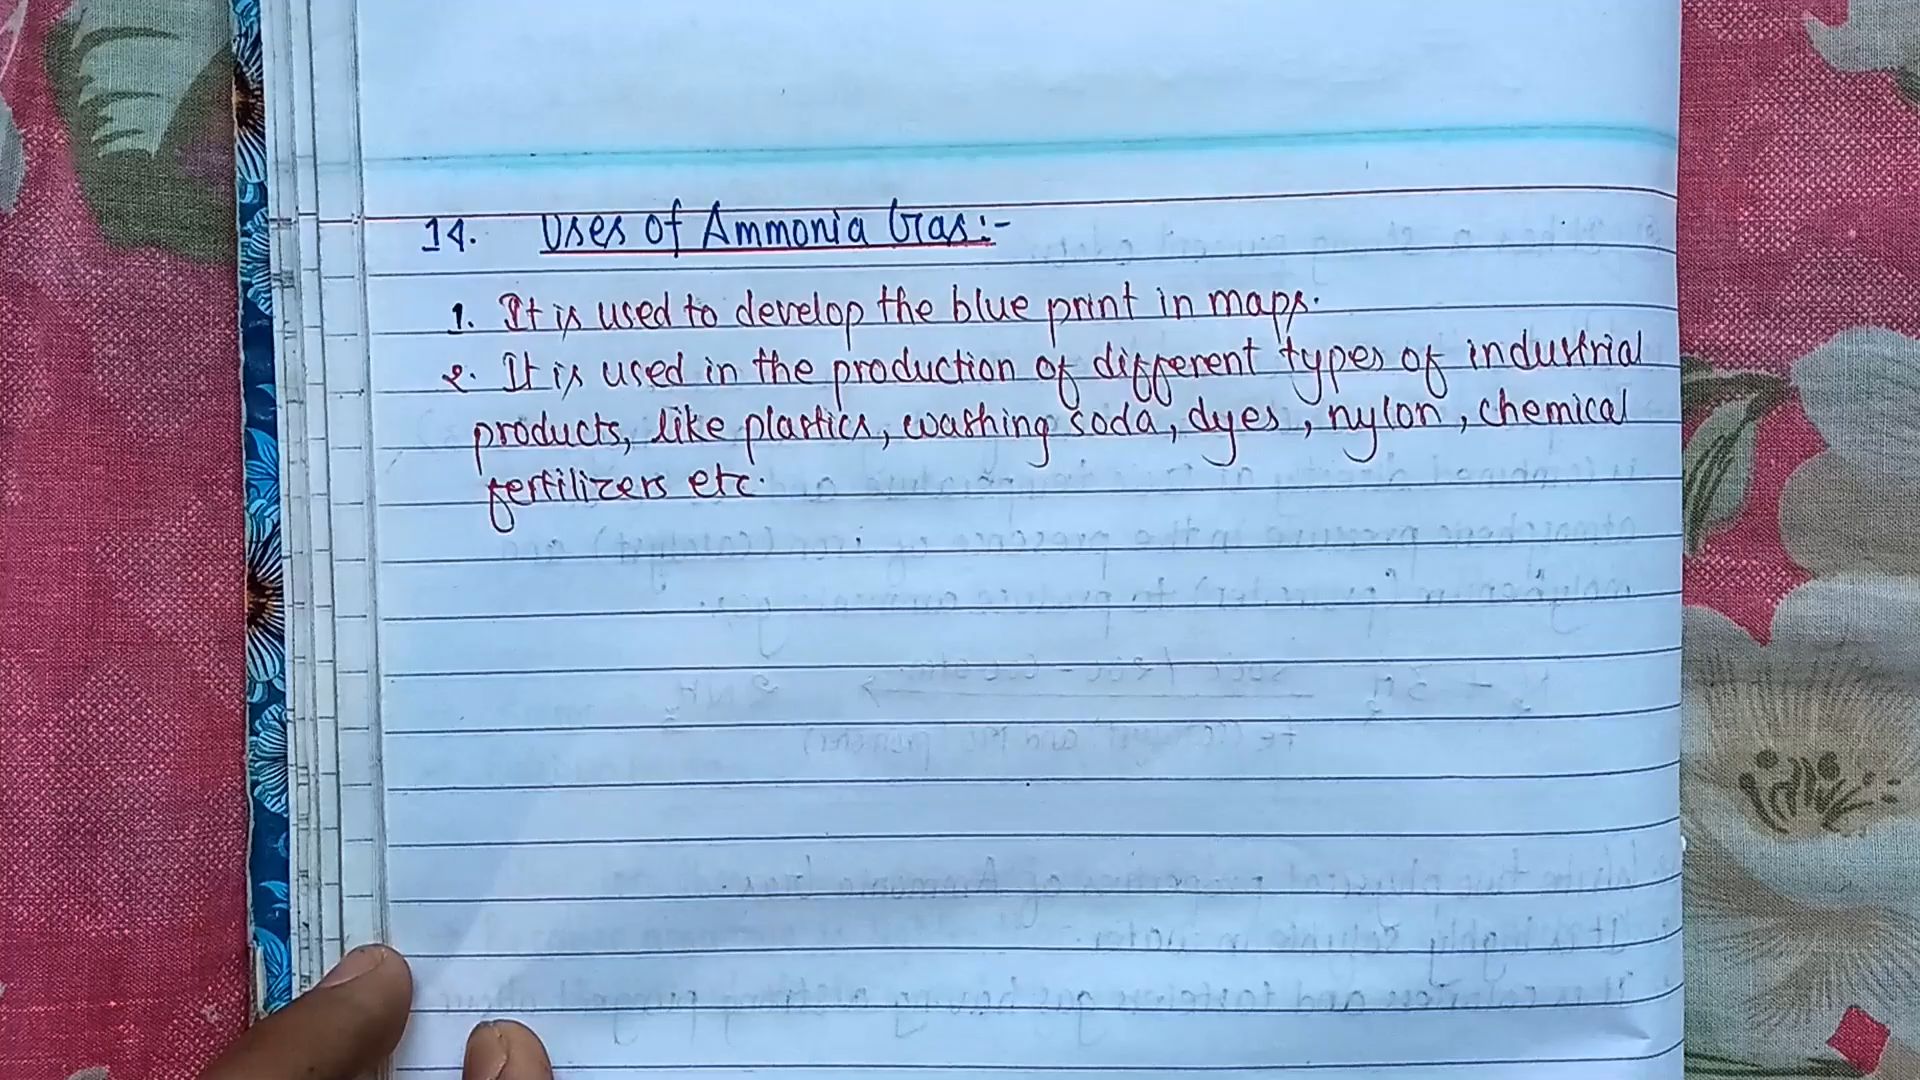 14. Uses of Ammonia Gas:-
1. It is used to develop the blue print in maps.
2. It is used in the production of different types of industrial
products, like plastics, washing soda, dyes, nylon, chemical
fertilizers etc.